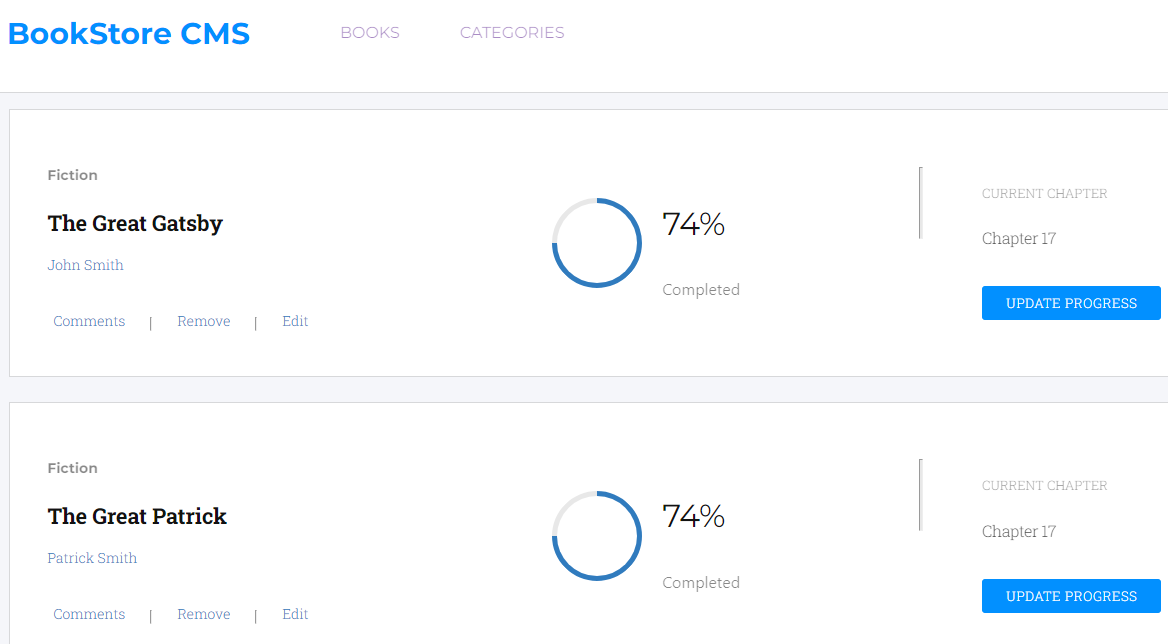 BookStore CMS BOOKS CATEGORIES
Fiction
The Great Gatsby
John Smith
Comments | Remove | Edit
74%
Completed
CURRENT CHAPTER
Chapter 17
UPDATE PROGRESS
Fiction
The Great Patrick
Patrick Smith
Comments | Remove | Edit
74%
Completed
CURRENT CHAPTER
Chapter 17
UPDATE PROGRESS